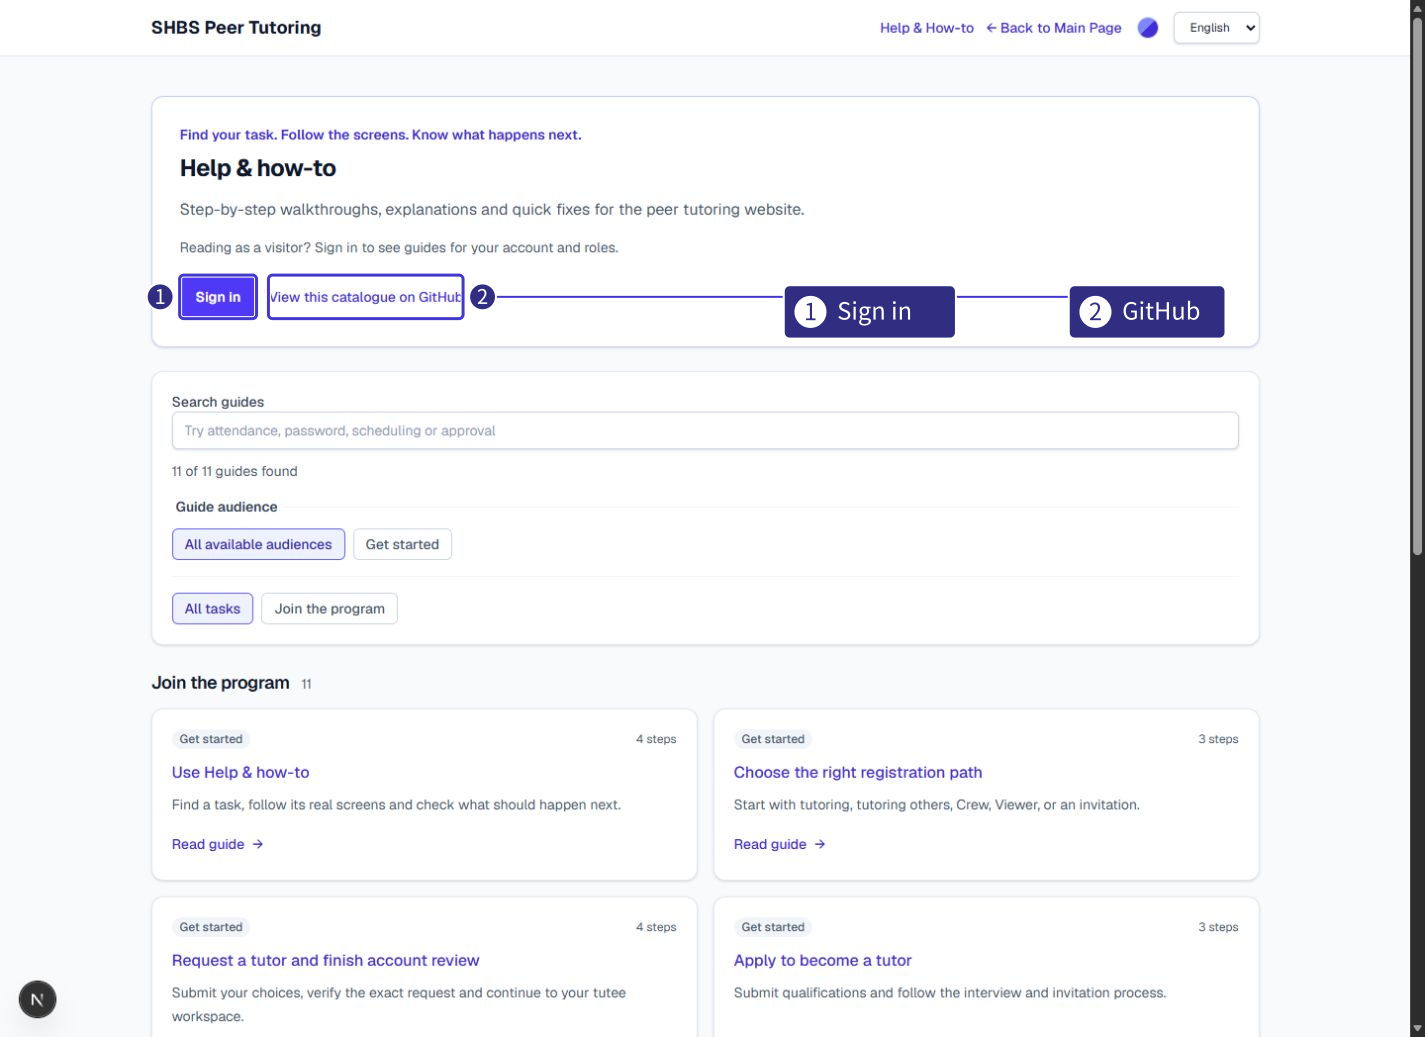 SHBS Peer Tutoring
Help & How-to
← Back to Main Page
English
Find your task. Follow the screens. Know what happens next.
Help & how-to
Step-by-step walkthroughs, explanations and quick fixes for the peer tutoring website.
Reading as a visitor? Sign in to see guides for your account and roles.
1
Sign in
View this catalogue on GitHub
2
1 Sign in
2 GitHub
Search guides
Try attendance, password, scheduling or approval
11 of 11 guides found
Guide audience
All available audiences
Get started
All tasks
Join the program
Join the program 11
Get started
4 steps
Use Help & how-to
Find a task, follow its real screens and check what should happen next.
Read guide →
Get started
3 steps
Choose the right registration path
Start with tutoring, tutoring others, Crew, Viewer, or an invitation.
Read guide →
Get started
4 steps
Request a tutor and finish account review
Submit your choices, verify the exact request and continue to your tutee
workspace.
Get started
3 steps
Apply to become a tutor
Submit qualifications and follow the interview and invitation process.
N